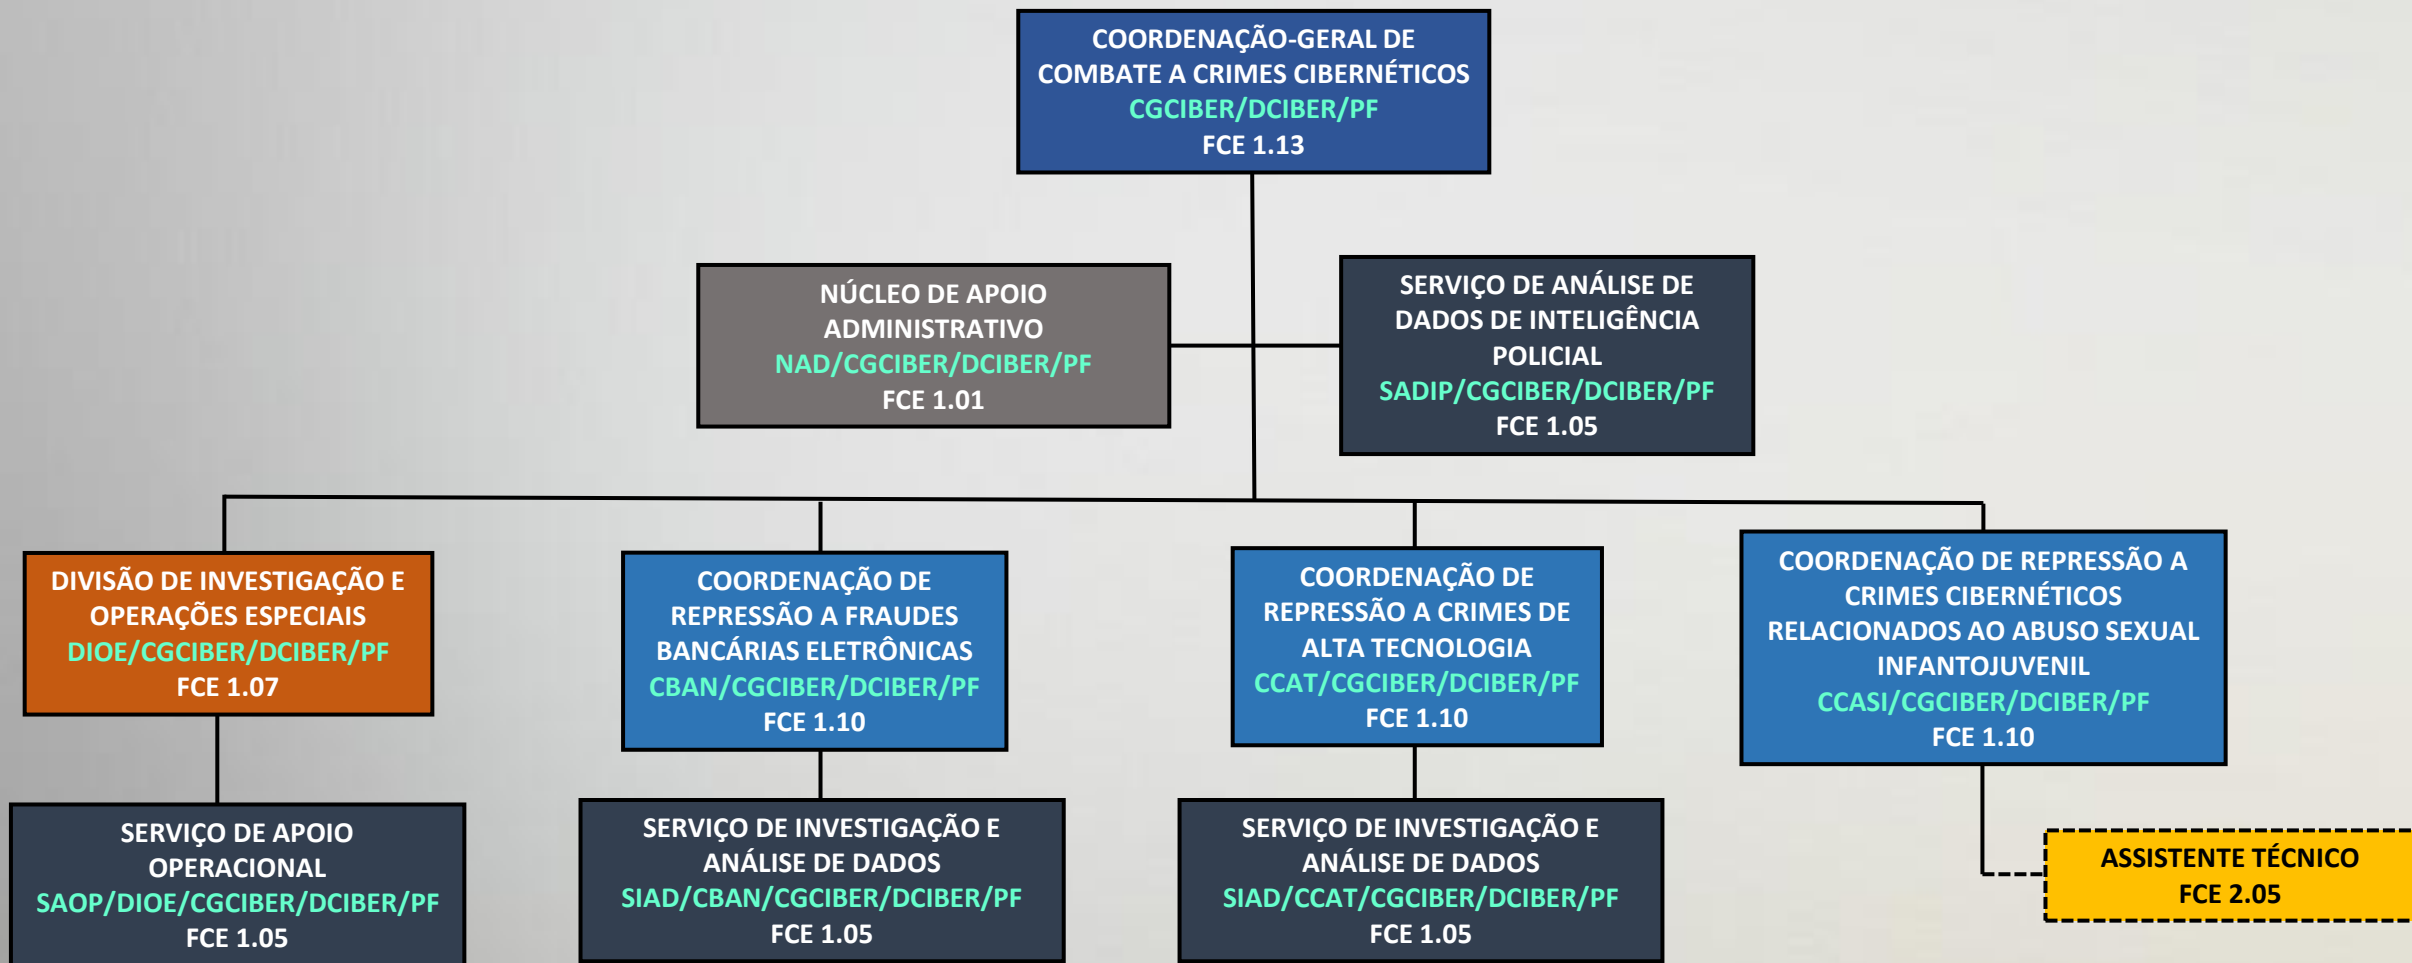 COORDENAÇÃO-GERAL DE
COMBATE A CRIMES CIBERNÉTICOS
CGCIBER/DCIBER/PF
FCE 1.13
NÚCLEO DE APOIO
ADMINISTRATIVO
NAD/CGCIBER/DCIBER/PF
FCE 1.01
SERVIÇO DE ANÁLISE DE
DADOS DE INTELIGÊNCIA
POLICIAL
SADIP/CGCIBER/DCIBER/PF
FCE 1.05
DIVISÃO DE INVESTIGAÇÃO E
OPERAÇÕES ESPECIAIS
DIOE/CGCIBER/DCIBER/PF
FCE 1.07
COORDENAÇÃO DE
REPRESSÃO A FRAUDES
BANCÁRIAS ELETRÔNICAS
CBAN/CGCIBER/DCIBER/PF
FCE 1.10
COORDENAÇÃO DE
REPRESSÃO A CRIMES DE
ALTA TECNOLOGIA
CCAT/CGCIBER/DCIBER/PF
FCE 1.10
COORDENAÇÃO DE REPRESSÃO A
CRIMES CIBERNÉTICOS
RELACIONADOS AO ABUSO SEXUAL
INFANTOJUVENIL
CCASI/CGCIBER/DCIBER/PF
FCE 1.10
SERVIÇO DE APOIO
OPERACIONAL
SAOP/DIOE/CGCIBER/DCIBER/PF
FCE 1.05
SERVIÇO DE INVESTIGAÇÃO E
ANÁLISE DE DADOS
SIAD/CBAN/CGCIBER/DCIBER/PF
FCE 1.05
SERVIÇO DE INVESTIGAÇÃO E
ANÁLISE DE DADOS
SIAD/CCAT/CGCIBER/DCIBER/PF
FCE 1.05
ASSISTENTE TÉCNICO
FCE 2.05